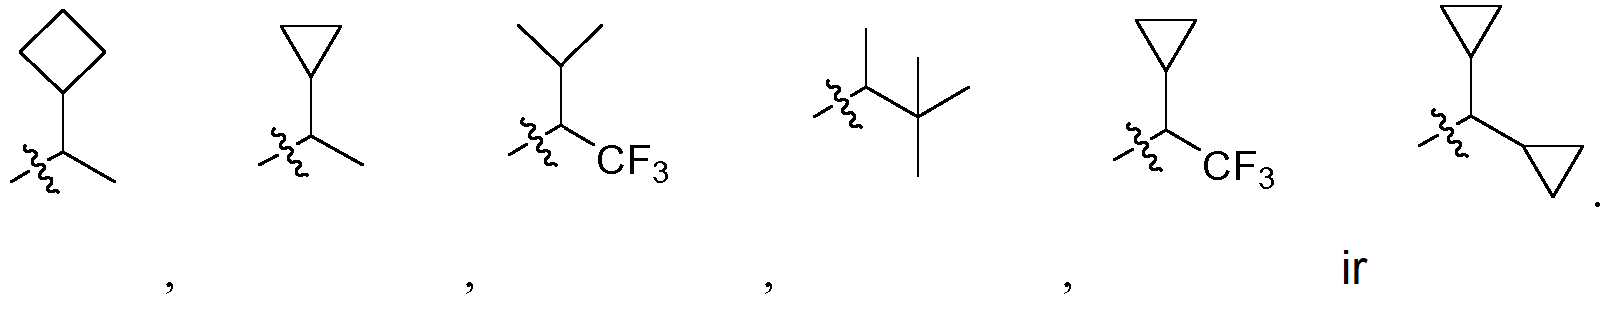 CF3 CF3 .
, , , , ir